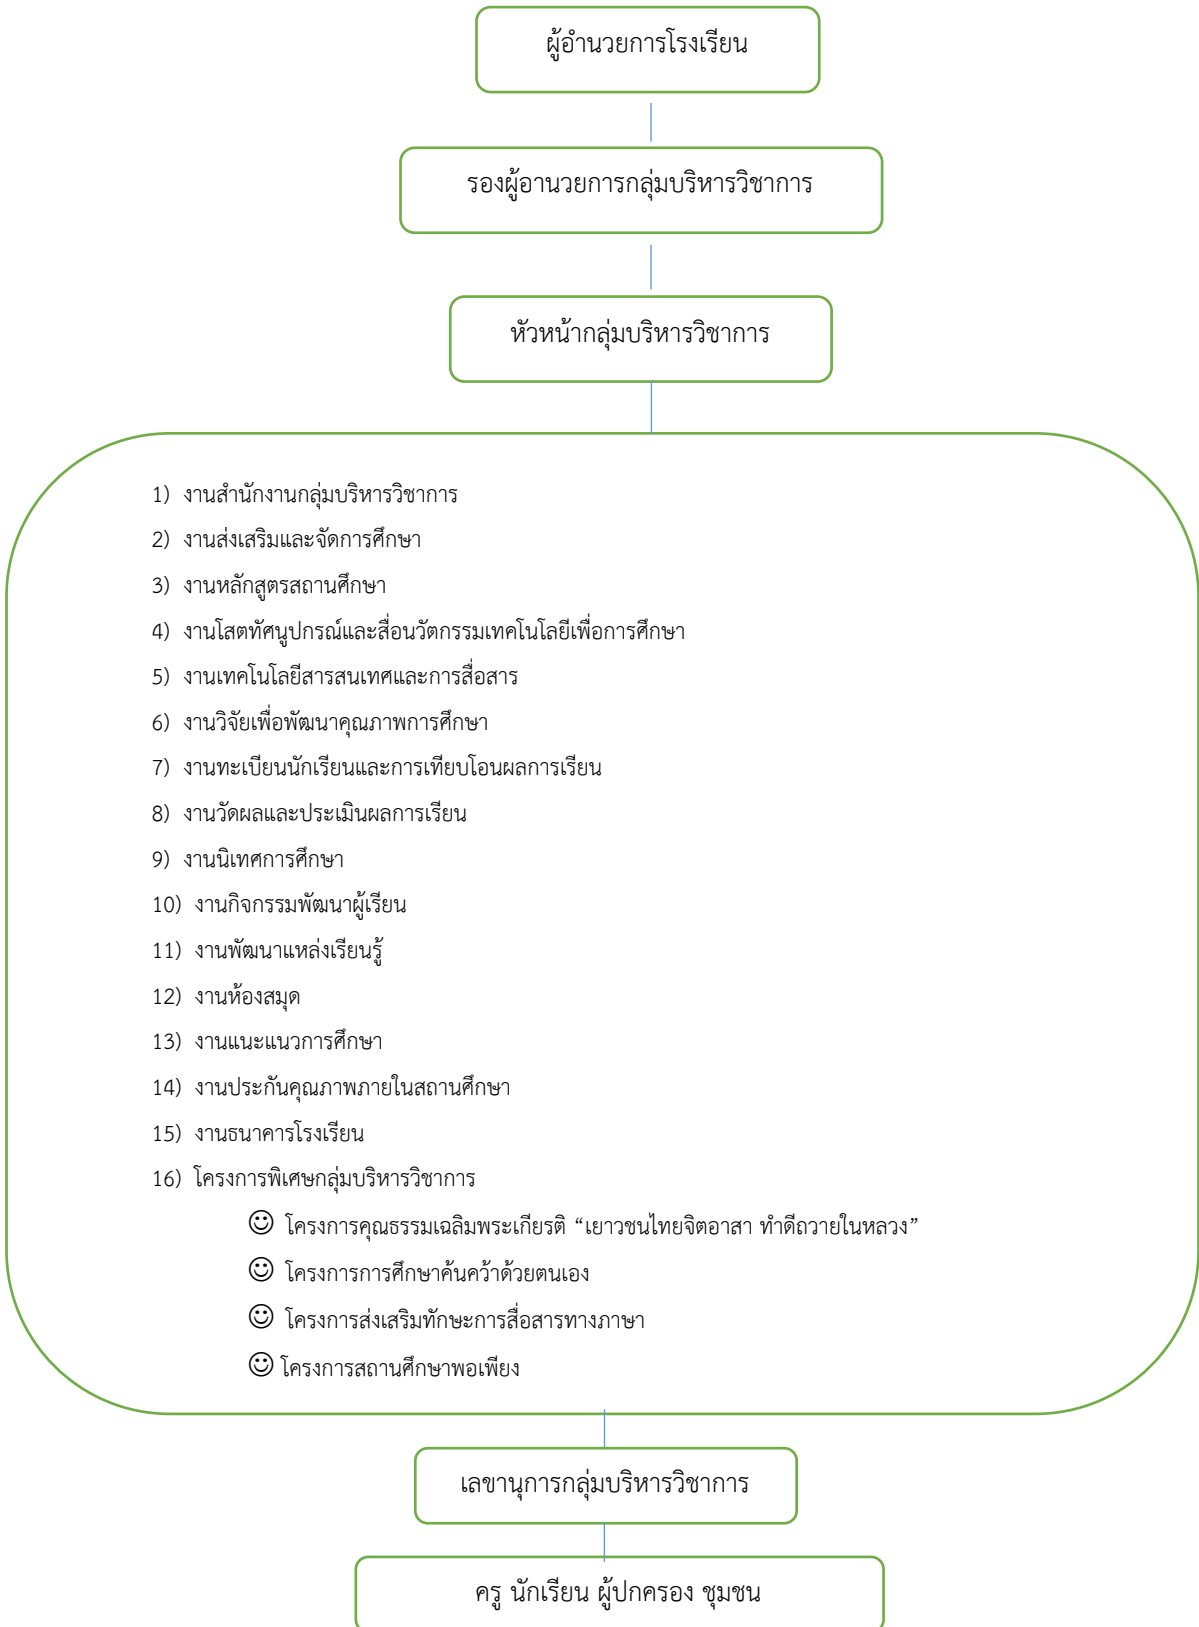 ผู้อำนวยการโรงเรียน
รองผู้อานวยการกลุ่มบริหารวิชาการ
หัวหน้ากลุ่มบริหารวิชาการ
1) งานสำนักงานกลุ่มบริหารวิชาการ
2) งานส่งเสริมและจัดการศึกษา
3) งานหลักสูตรสถานศึกษา
4) งานโสตทัศนูปกรณ์และสื่อนวัตกรรมเทคโนโลยีเพื่อการศึกษา
5) งานเทคโนโลยีสารสนเทศและการสื่อสาร
6) งานวิจัยเพื่อพัฒนาคุณภาพการศึกษา
7) งานทะเบียนนักเรียนและการเทียบโอนผลการเรียน
8) งานวัดผลและประเมินผลการเรียน
9) งานนิเทศการศึกษา
10) งานกิจกรรมพัฒนาผู้เรียน
11) งานพัฒนาแหล่งเรียนรู้
12) งานห้องสมุด
13) งานแนะแนวการศึกษา
14) งานประกันคุณภาพภายในสถานศึกษา
15) งานธนาคารโรงเรียน
16) โครงการพิเศษกลุ่มบริหารวิชาการ
☺ โครงการคุณธรรมเฉลิมพระเกียรติ “เยาวชนไทยจิตอาสา ทำดีถวายในหลวง”
☺ โครงการการศึกษาค้นคว้าด้วยตนเอง
☺ โครงการส่งเสริมทักษะการสื่อสารทางภาษา
☺ โครงการสถานศึกษาพอเพียง
เลขานุการกลุ่มบริหารวิชาการ
ครู นักเรียน ผู้ปกครอง ชุมชน